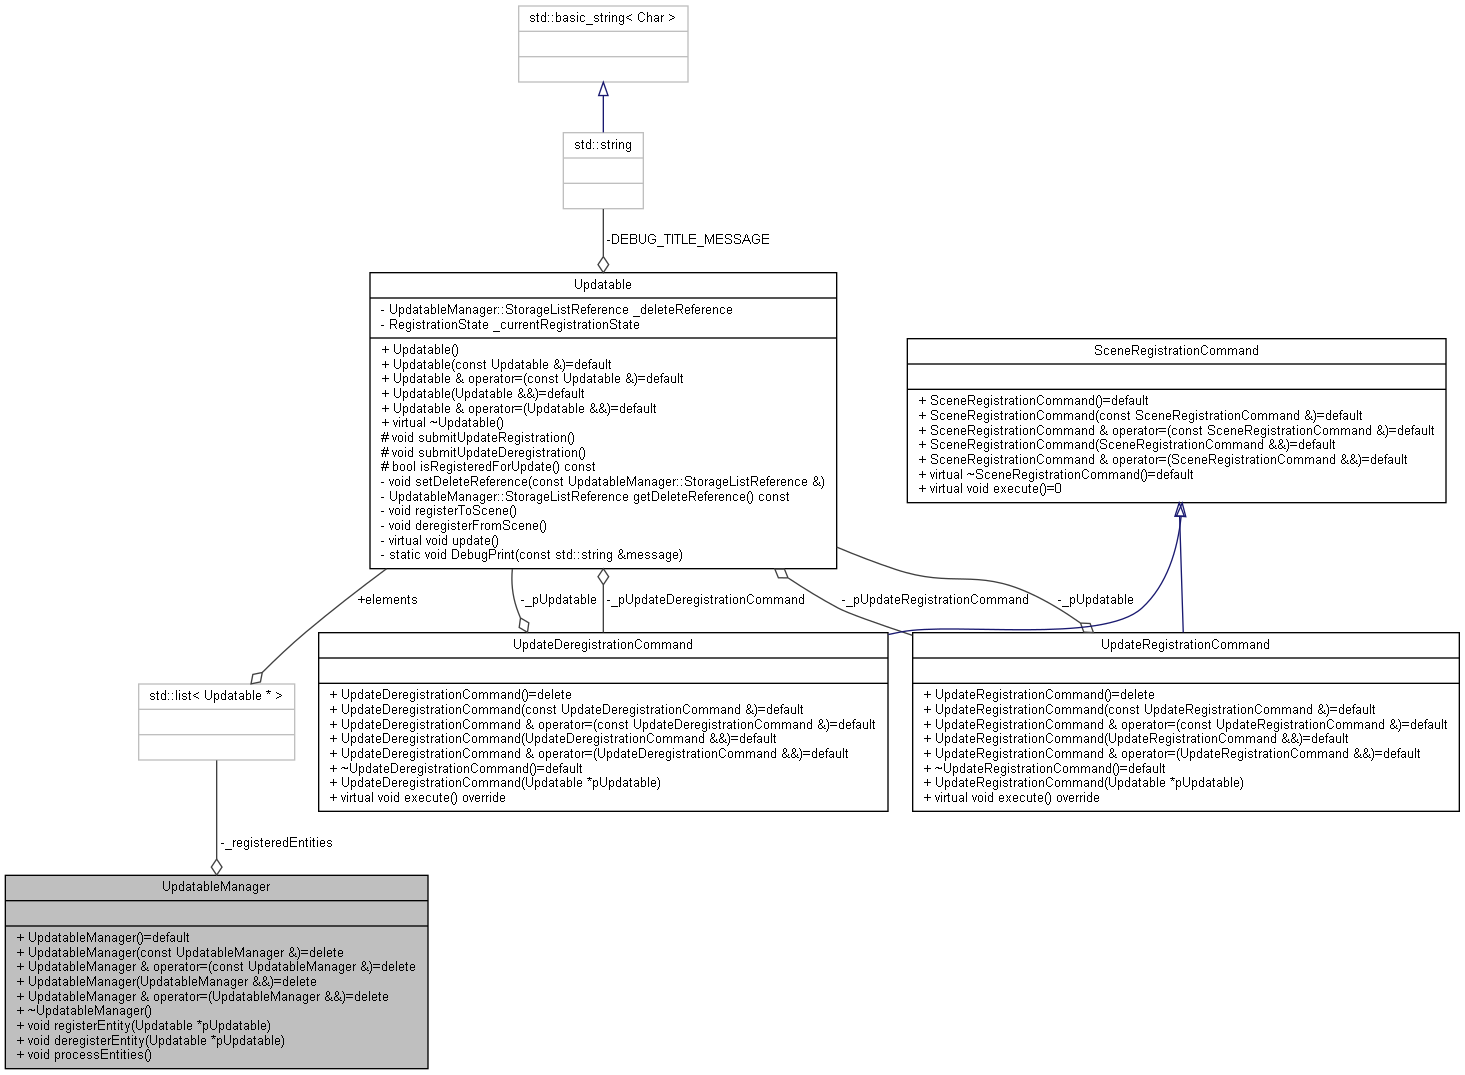 std::basic_string< Char >
std::string
-DEBUG_TITLE_MESSAGE
Updatable
- UpdatableManager::StorageListReference _deleteReference
- RegistrationState _currentRegistrationState
+ Updatable()
+ Updatable(const Updatable &)=default
+ Updatable & operator=(const Updatable &)=default
+ Updatable(Updatable &&)=default
+ Updatable & operator=(Updatable &&)=default
+ virtual ~Updatable()
# void submitUpdateRegistration()
# void submitUpdateDeregistration()
# bool isRegisteredForUpdate() const
- void setDeleteReference(const UpdatableManager::StorageListReference &)
- UpdatableManager::StorageListReference getDeleteReference() const
- void registerToScene()
- void deregisterFromScene()
- virtual void update()
- static void DebugPrint(const std::string &message)
SceneRegistrationCommand
+ SceneRegistrationCommand()=default
+ SceneRegistrationCommand(const SceneRegistrationCommand &)=default
+ SceneRegistrationCommand & operator=(const SceneRegistrationCommand &)=default
+ SceneRegistrationCommand(SceneRegistrationCommand &&)=default
+ SceneRegistrationCommand & operator=(SceneRegistrationCommand &&)=default
+ virtual ~SceneRegistrationCommand()=default
+ virtual void execute()=0
+elements
-_pUpdatable
-_pUpdateDeregistrationCommand
-_pUpdateRegistrationCommand
-_pUpdatable
std::list< Updatable * >
UpdateDeregistrationCommand
+ UpdateDeregistrationCommand()=delete
+ UpdateDeregistrationCommand(const UpdateDeregistrationCommand &)=default
+ UpdateDeregistrationCommand & operator=(const UpdateDeregistrationCommand &)=default
+ UpdateDeregistrationCommand(UpdateDeregistrationCommand &&)=default
+ UpdateDeregistrationCommand & operator=(UpdateDeregistrationCommand &&)=default
+ ~UpdateDeregistrationCommand()=default
+ UpdateDeregistrationCommand(Updatable *pUpdatable)
+ virtual void execute() override
UpdateRegistrationCommand
+ UpdateRegistrationCommand()=delete
+ UpdateRegistrationCommand(const UpdateRegistrationCommand &)=default
+ UpdateRegistrationCommand & operator=(const UpdateRegistrationCommand &)=default
+ UpdateRegistrationCommand(UpdateRegistrationCommand &&)=default
+ UpdateRegistrationCommand & operator=(UpdateRegistrationCommand &&)=default
+ ~UpdateRegistrationCommand()=default
+ UpdateRegistrationCommand(Updatable *pUpdatable)
+ virtual void execute() override
-_registeredEntities
UpdatableManager
+ UpdatableManager()=default
+ UpdatableManager(const UpdatableManager &)=delete
+ UpdatableManager & operator=(const UpdatableManager &)=delete
+ UpdatableManager(UpdatableManager &&)=delete
+ UpdatableManager & operator=(UpdatableManager &&)=delete
+ ~UpdatableManager()
+ void registerEntity(Updatable *pUpdatable)
+ void deregisterEntity(Updatable *pUpdatable)
+ void processEntities()